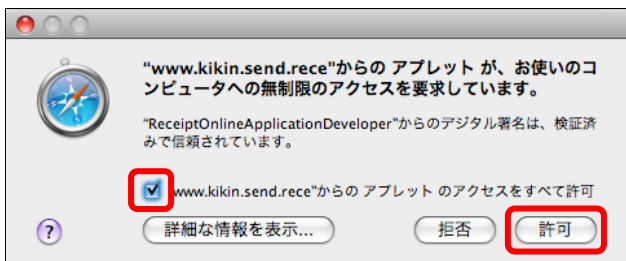 "www.kikin.send.rece"からの アプレット が、お使いのコ
ンピュータへの無制限のアクセスを要求しています。
"ReceiptOnlineApplicationDeveloper"からのデジタル署名は、検証済
みで信頼されています。
"www.kikin.send.rece"からの アプレット のアクセスをすべて許可
?
詳細な情報を表示...
拒否
許可